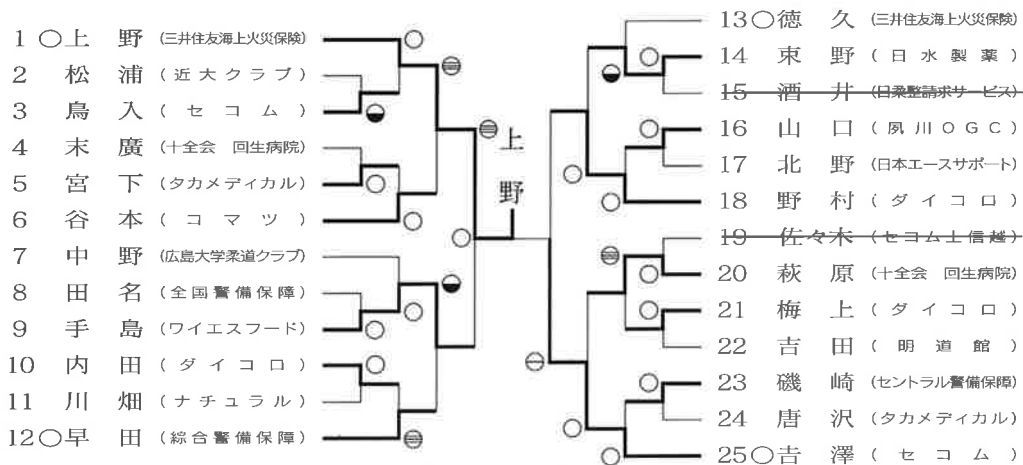 1 ○上野 (三井住友海上火災保険)
2 松浦 (近大クラブ)
3 鳥入 (セコム)
4 末廣 (十全会 回生病院)
5 宮下 (タカメディカル)
6 谷本 (コマツ)
7 中野 (広島大学柔道クラブ)
8 田名 (全国警備保障)
9 手島 (ワイエスフード)
10 内田 (ダイコロ)
11 川畑 (ナチュラル)
12○早田 (綜合警備保障)
上野
13○徳久 (三井住友海上火災保険)
14 東野 (日水製薬)
15 酒井 (日柔整請求サービス)
16 山口 (夙川OGC)
17 北野 (日本エースサポート)
18 野村 (ダイコロ)
19 佐々木 (セコム上信越)
20 萩原 (十全会 回生病院)
21 梅上 (ダイコロ)
22 吉田 (明道館)
23 磯崎 (セントラル警備保障)
24 唐沢 (タカメディカル)
25○吉澤 (セコム)